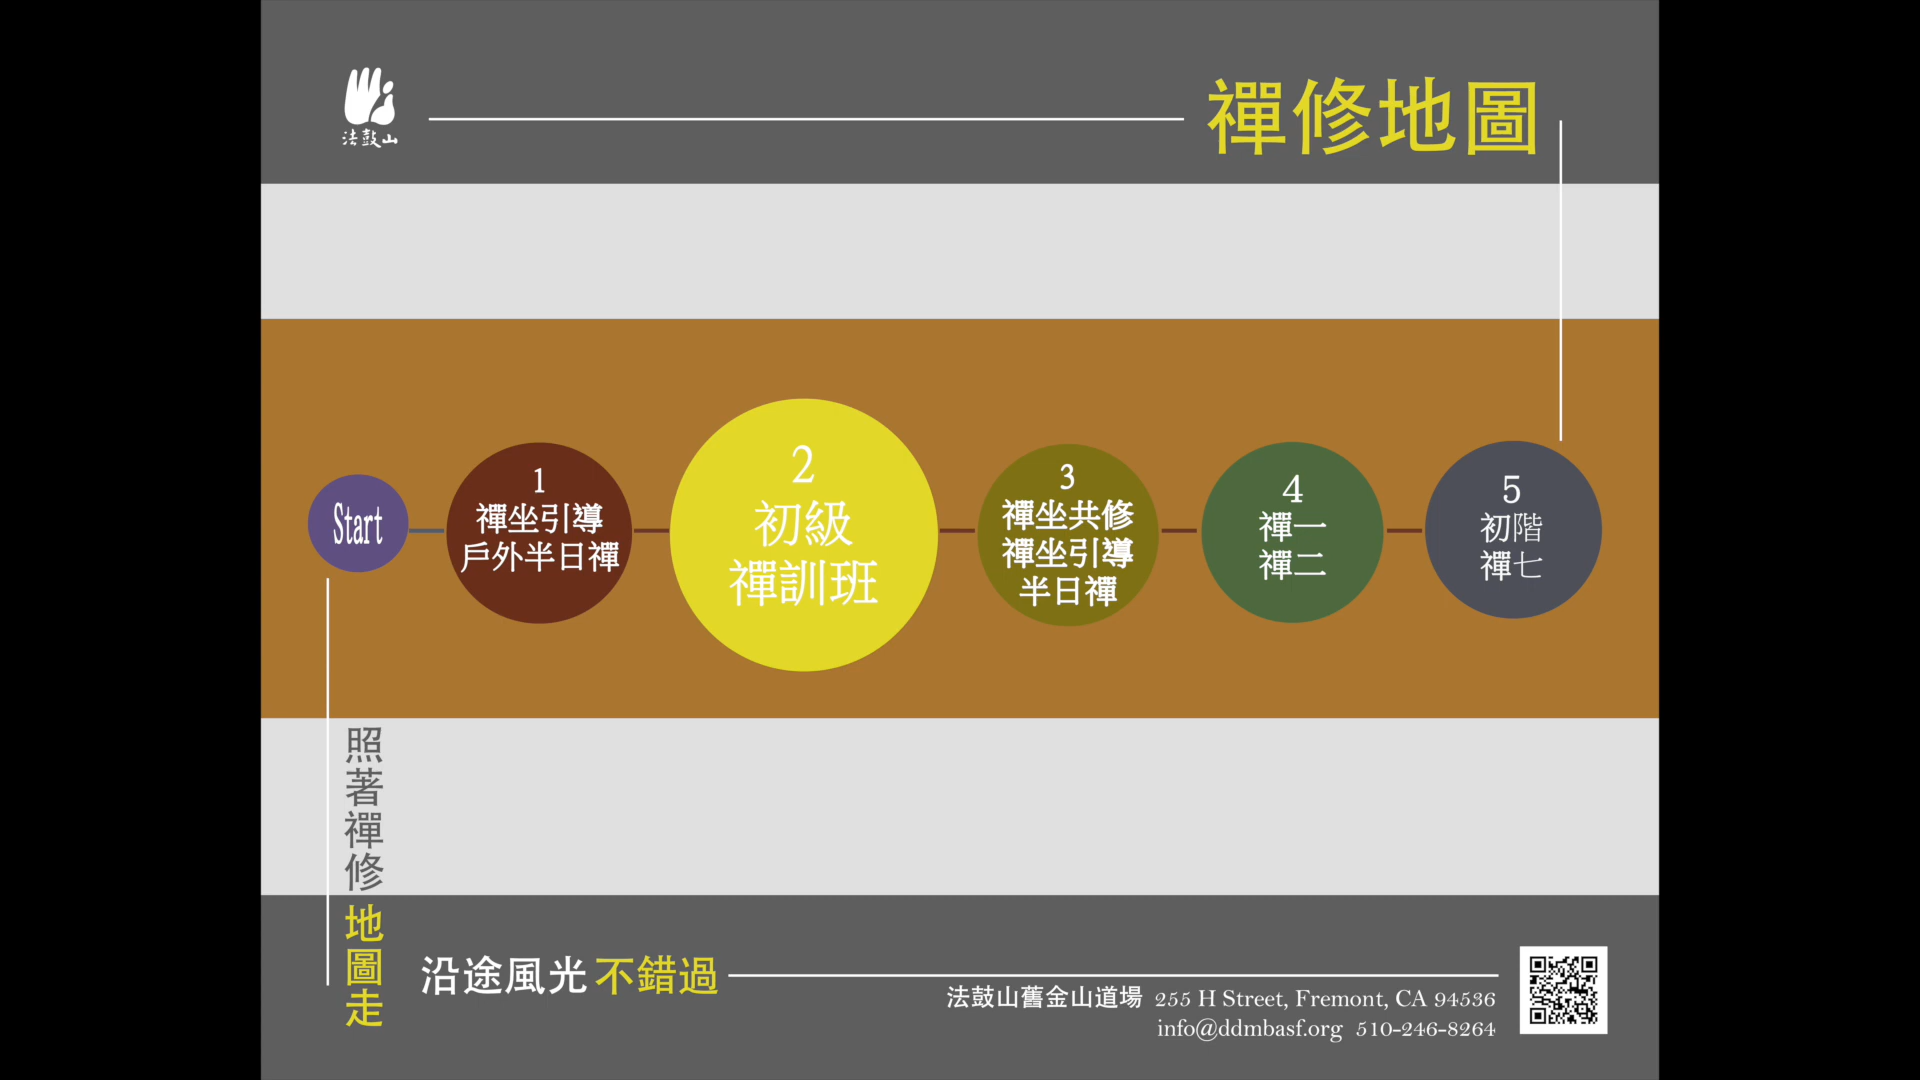 法鼓山
禪修地圖
Start
1
禪坐引導
戶外半日禪
2
初級
禪訓班
3
禪坐共修
禪坐引導
半日禪
4
禪一
禪二
5
初階
禪七
照著禪修地圖走
沿途風光不錯過
法鼓山舊金山道場 255 H Street, Fremont, CA 94536
info@ddmbasf.org 510-246-8264